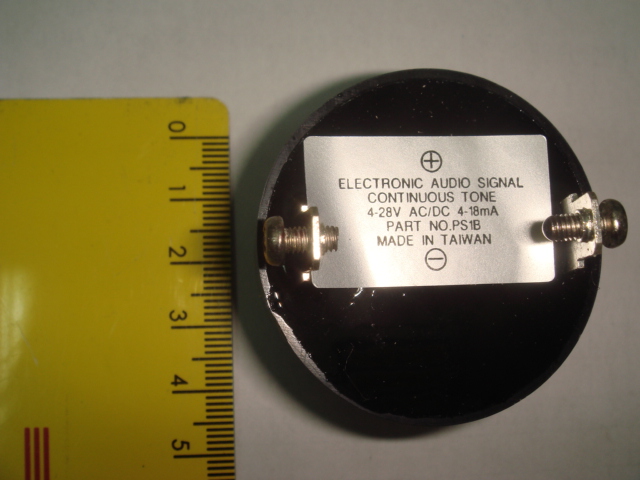 0
1
2
3
4
5
⊕
ELECTRONIC AUDIO SIGNAL
CONTINUOUS TONE
4-28V AC/DC 4-18mA
PART NO.PS1B
MADE IN TAIWAN
⊖